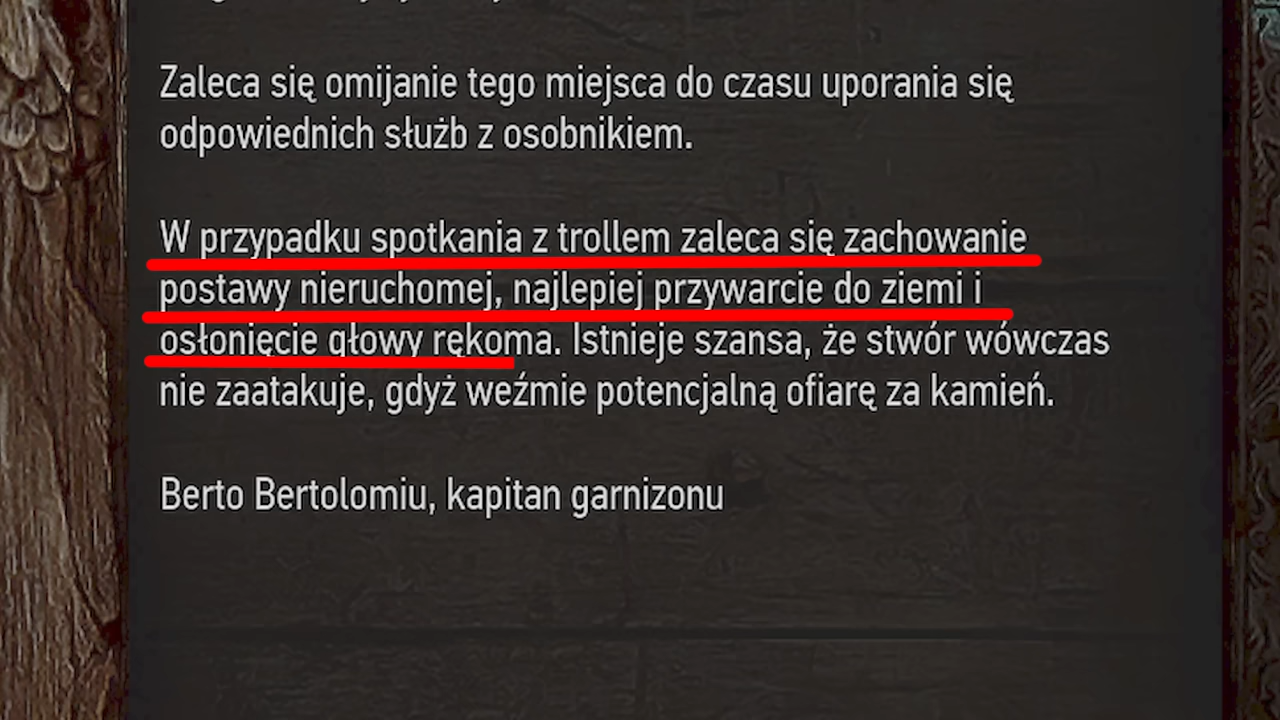 Zaleca się omijanie tego miejsca do czasu uporania się
odpowiednich służb z osobnikiem.
W przypadku spotkania z trollem zaleca się zachowanie
postawy nieruchomej, najlepiej przywarcie do ziemi i
osłonięcie głowy rękoma. Istnieje szansa, że stwór wówczas
nie zaatakuje, gdyż weźmie potencjalną ofiarę za kamień.
Berto Bertolomiu, kapitan garnizonu